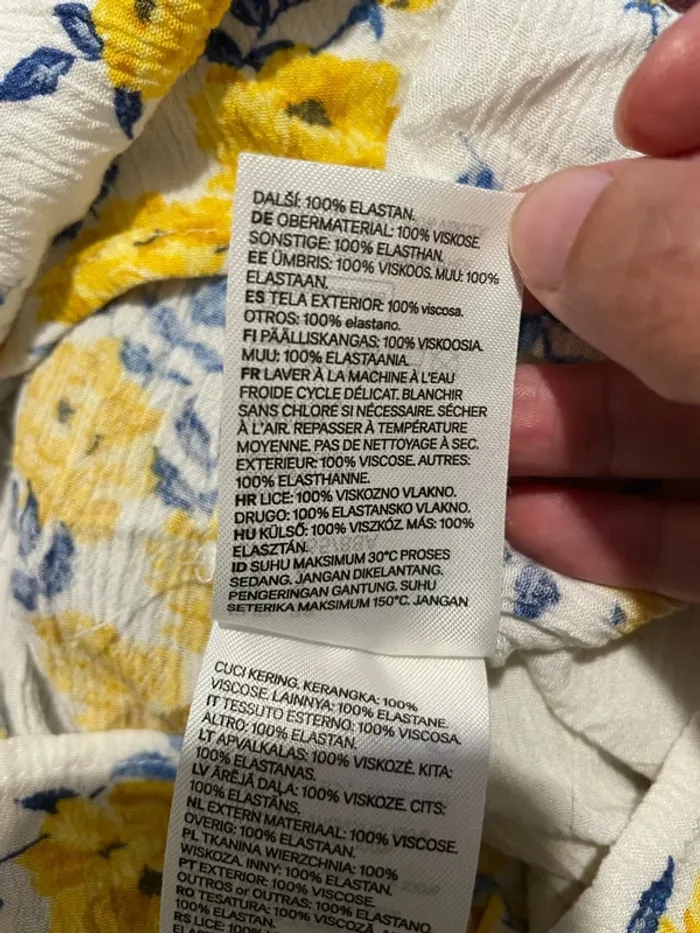 DALŠÍ: 100% ELASTAN.
DE OBERMATERIAL: 100% VISKOSE.
SONSTIGE: 100% ELASTHAN.
EE ÜMBRIS: 100% VISKOOS. MUU: 100%
ELASTAAN.
ES TELA EXTERIOR: 100% viscosa.
OTROS: 100% elastano.
FI PÄÄLLISKANGAS: 100% VISKOOSIA.
MUU: 100% ELASTAANIA.
FR LAVER À LA MACHINE À L'EAU
FROIDE CYCLE DÉLICAT. BLANCHIR
SANS CHLORE SI NÉCESSAIRE. SÉCHER
À L'AIR. REPASSER À TEMPÉRATURE
MOYENNE. PAS DE NETTOYAGE À SEC.
EXTERIEUR: 100% VISCOSE. AUTRES:
100% ELASTHANNE.
HR LICE: 100% VISKOZNO VLAKNO.
DRUGO: 100% ELASTANSKO VLAKNO.
HU KÜLSŐ: 100% VISZKÓZ. MÁS: 100%
ELASZTÁN.
ID SUHU MAKSIMUM 30°C PROSES
SEDANG. JANGAN DIKELANTANG.
PENGERINGAN GANTUNG. SUHU
SETERIKA MAKSIMUM 150°C. JANGAN
CUCI KERING. KERANGKA: 100%
VISCOSE. LAINNYA: 100% ELASTANE.
IT TESSUTO ESTERNO: 100% VISCOSA.
ALTRO: 100% ELASTAN.
LT APVALKALAS: 100% VISKOZĖ. KITA:
100% ELASTANAS.
LV ĀRĒJĀ DAĻA: 100% VISKOZE. CITS:
100% ELASTĀNS.
NL EXTERN MATERIAAL: 100% VISCOSE.
OVERIG: 100% ELASTAAN.
PL TKANINA WIERZCHNIA: 100%
WISKOZA. INNY: 100% ELASTAN.
PT EXTERIOR: 100% VISCOSE.
OUTROS or OUTRAS: 100% ELASTANO
RO TESATURA: 100% VISCOZĂ.
100% ELASTAN.
RS LICE: 100%